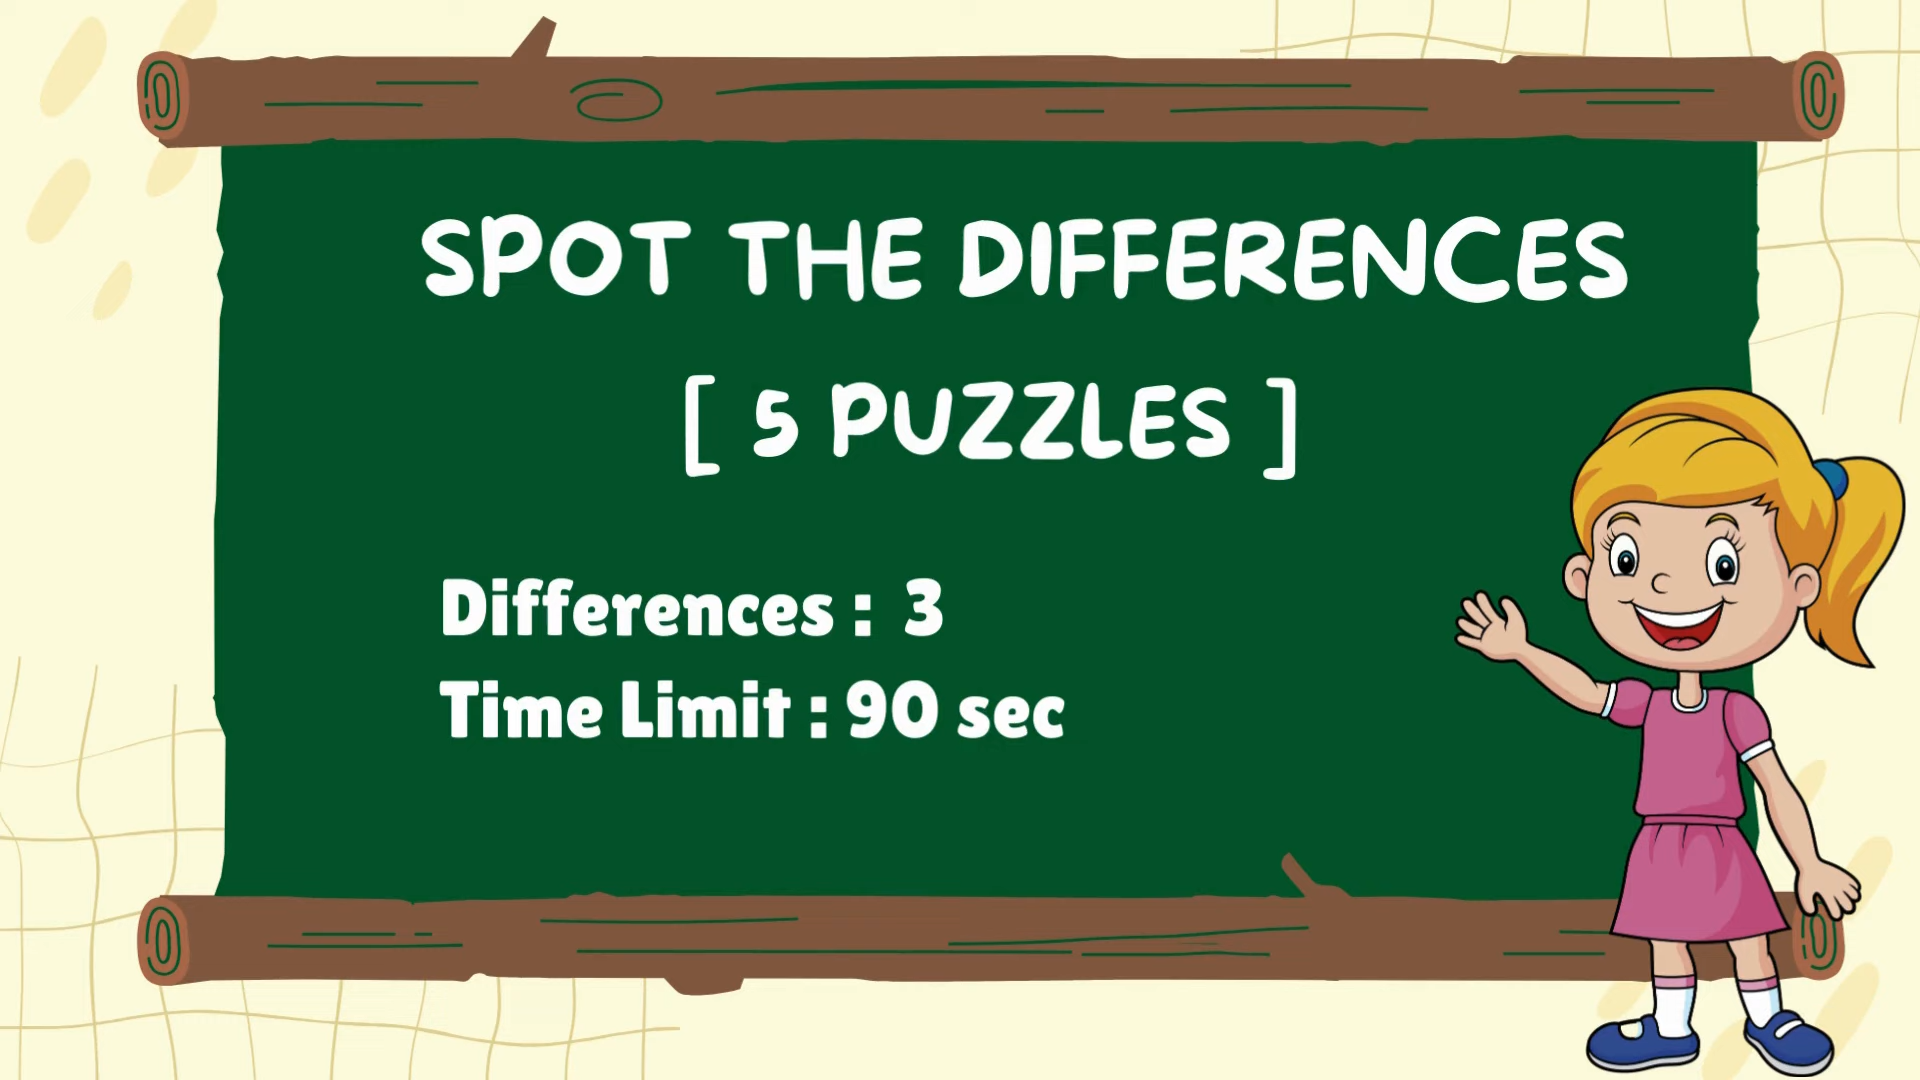 SPOT THE DIFFERENCES
[ 5 PUZZLES ]
Differences : 3
Time Limit : 90 sec